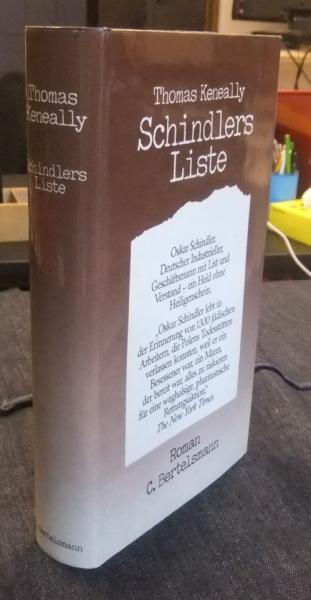 Thomas
Keneally
Schindlers
Liste
Bertelsmann
Thomas Keneally
Schindlers
Liste
Oskar Schindler,
Deutscher Industrieller,
Geschäftsmann mit List und
Verstand – ein Held ohne
Heiligenschein.
„Oskar Schindler lebt in
der Erinnerung von 1300 jüdischen
Arbeitern, die Polens Todesstätten
verlassen konnten, weil er ein
Besessener war, ein Mann,
der bereit war, alles zu riskieren
für eine waghalsige, phantastische
Rettungsaktion.“
The New York Times
Roman
C. Bertelsmann